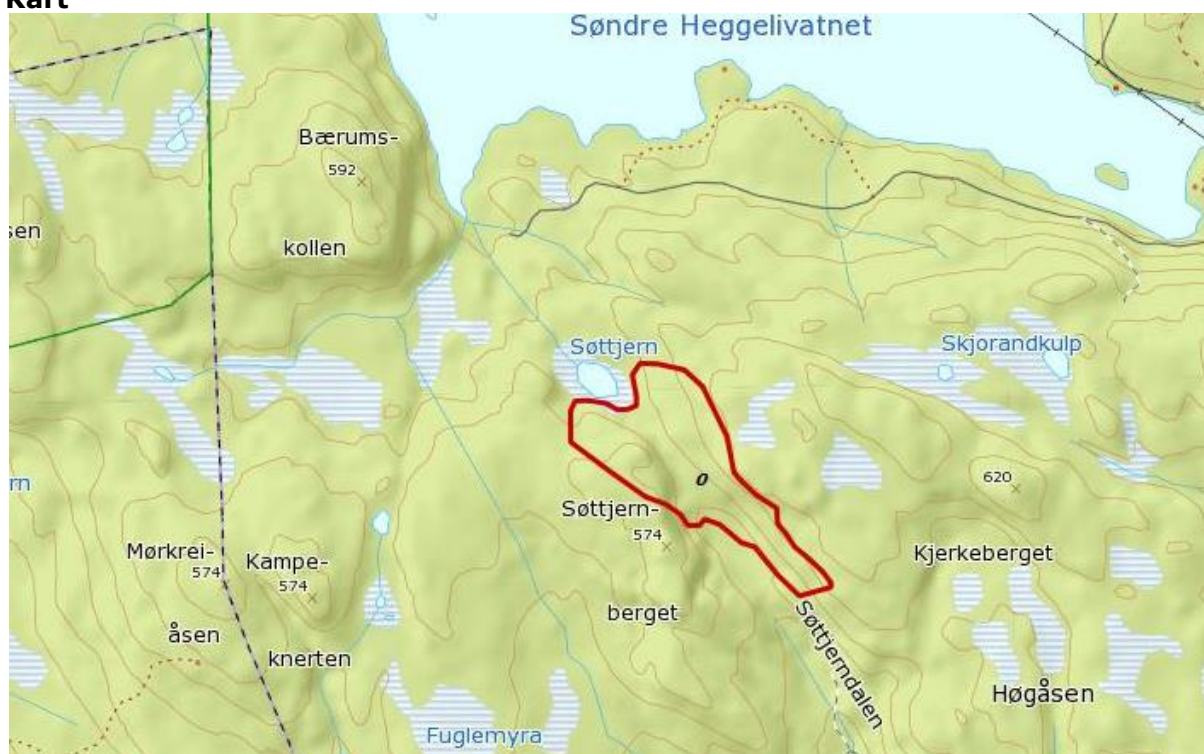 Kart
Søndre Heggelivatnet
Bærums-
592
kollen
sen
Søttjern
Skjorandkulp
rn
0
620
Søttjern-
574
Mørkrei-
574
Kampe-
574
Kjerkeberget
berget
åsen
knerten
Søttjerndalen
Høgåsen
Fuglemyra